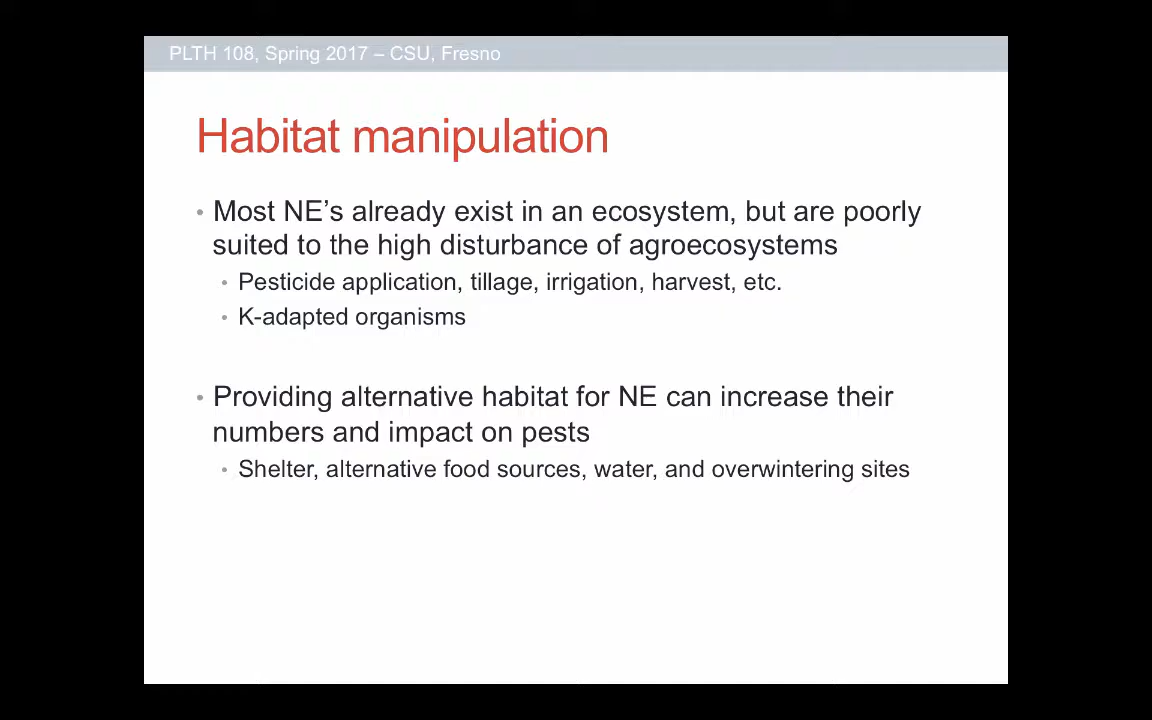 PLTH 108, Spring 2017 – CSU, Fresno
Habitat manipulation
• Most NE’s already exist in an ecosystem, but are poorly
suited to the high disturbance of agroecosystems
• Pesticide application, tillage, irrigation, harvest, etc.
• K-adapted organisms
• Providing alternative habitat for NE can increase their
numbers and impact on pests
• Shelter, alternative food sources, water, and overwintering sites